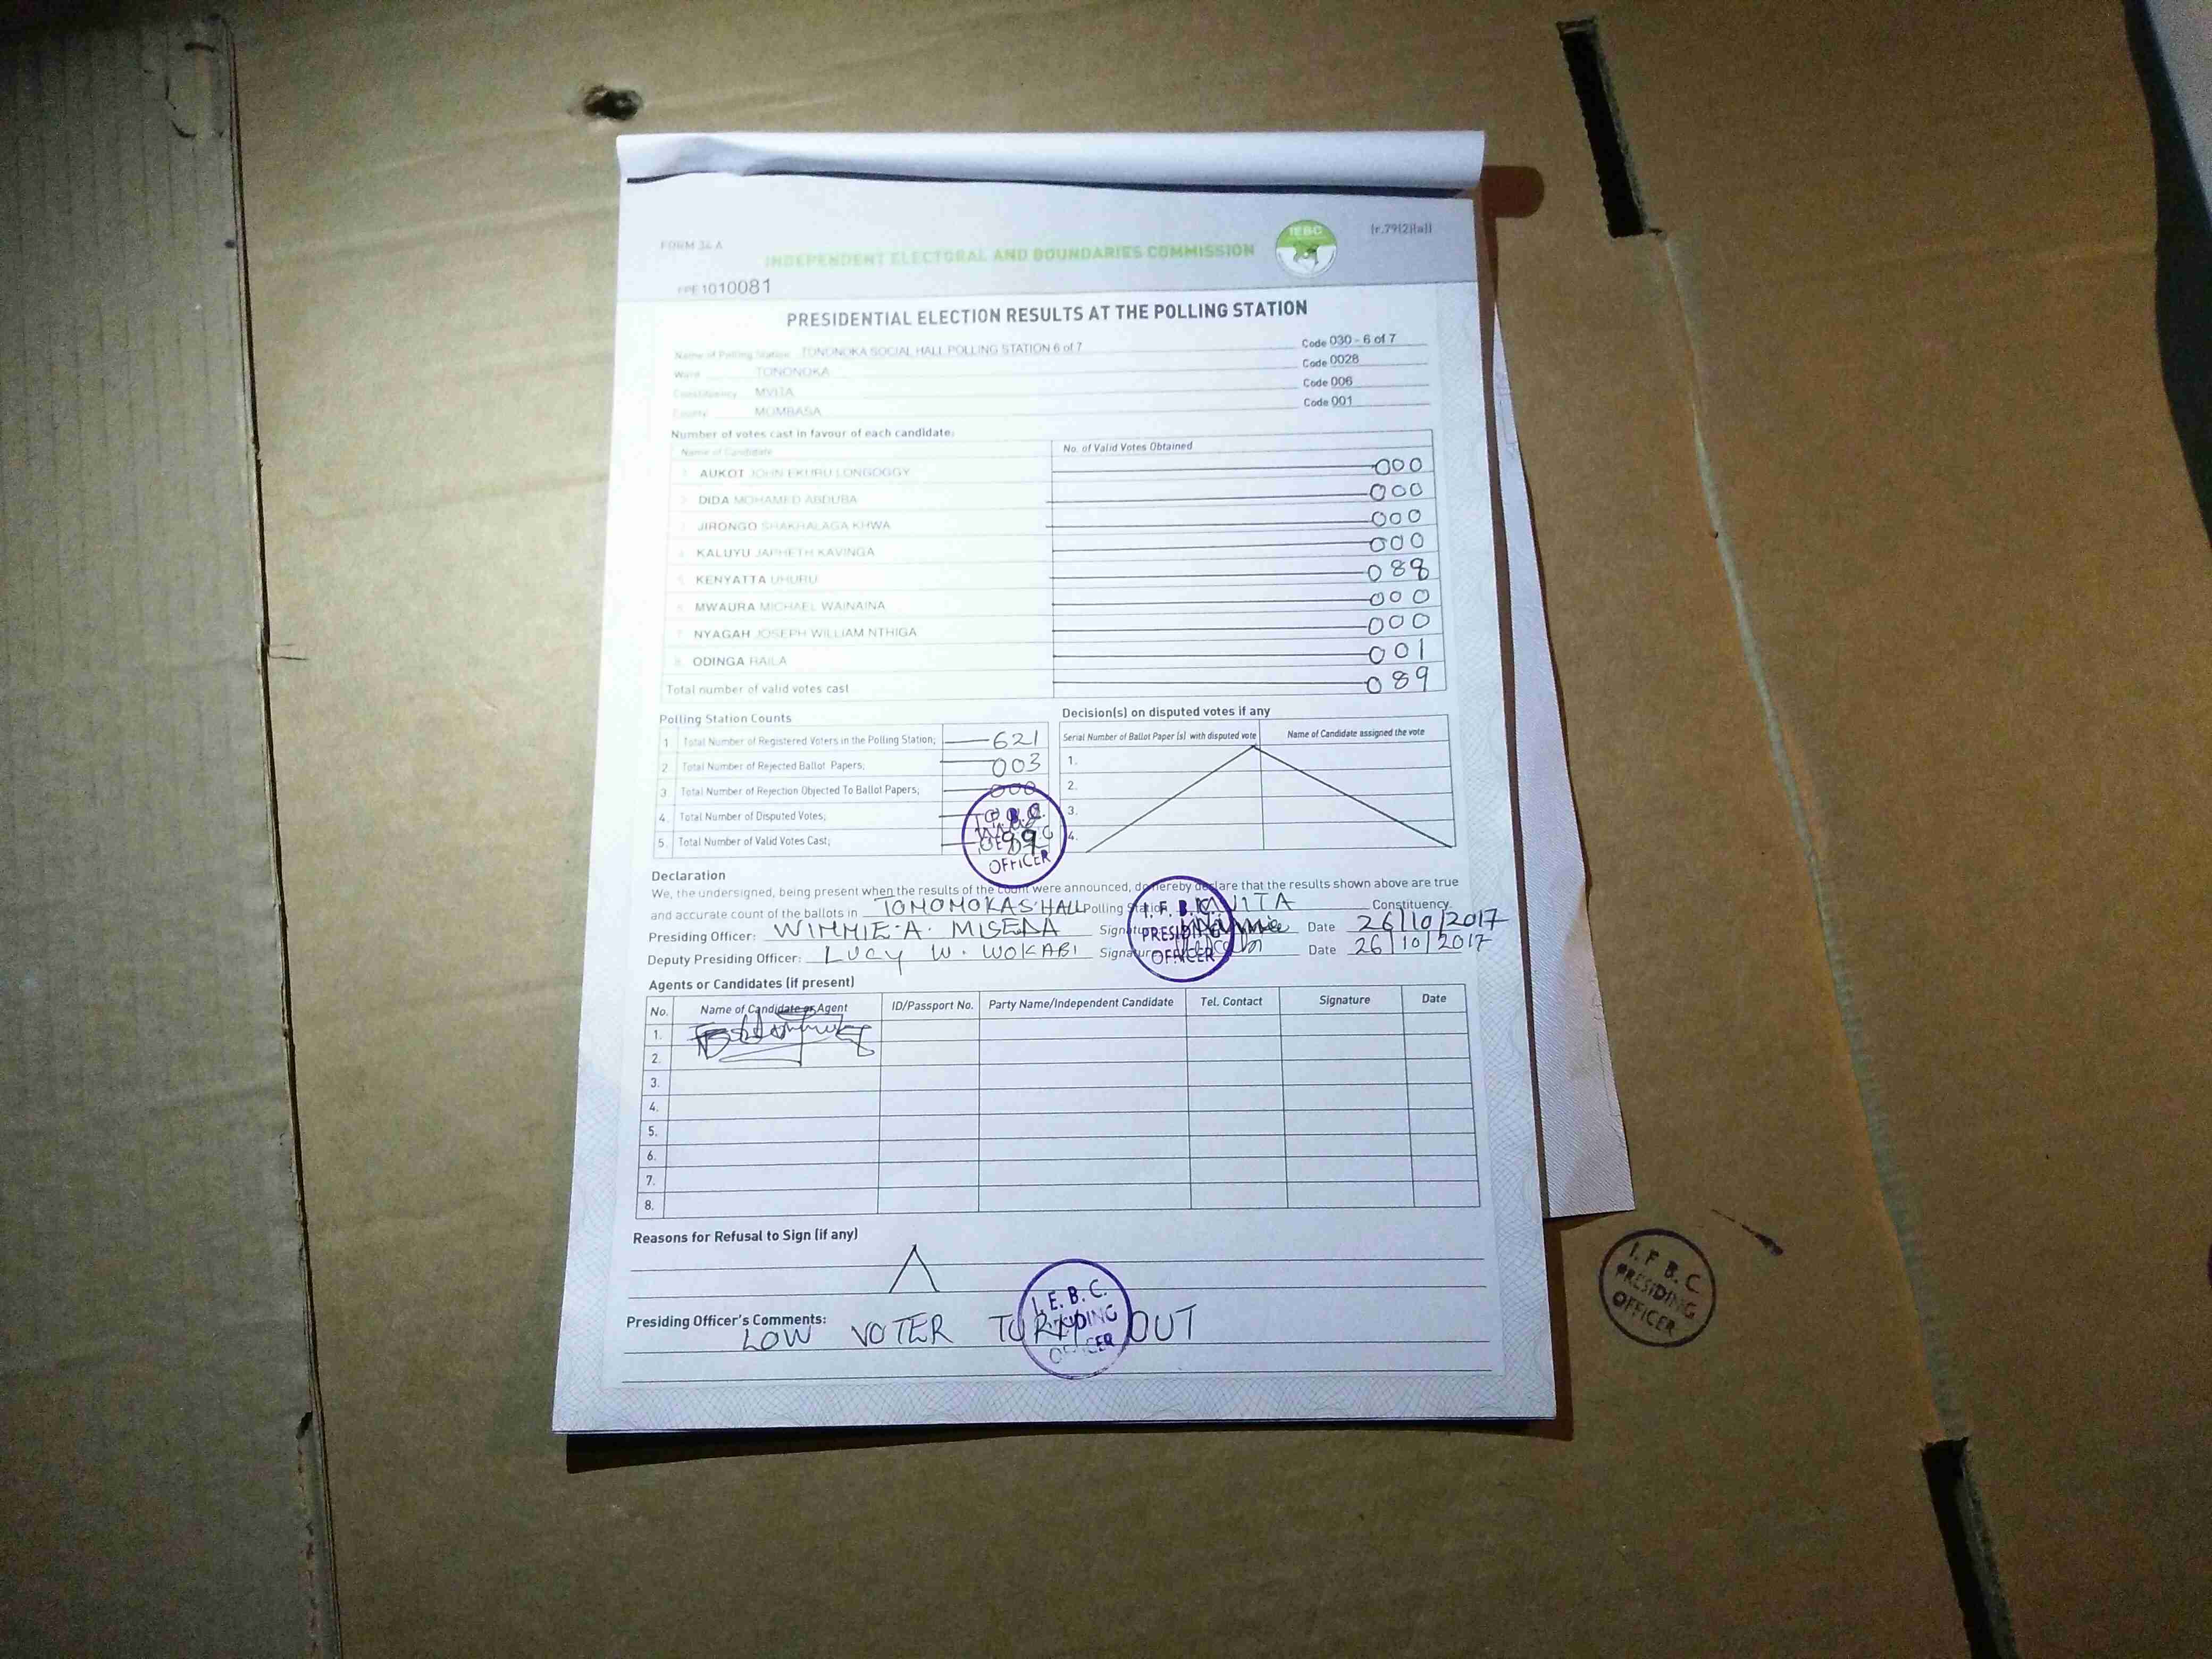 FORM 34 A
(r.79(2)(a))
IEBC
INDEPENDENT ELECTORAL AND BOUNDARIES COMMISSION
PPE 1010081
PRESIDENTIAL ELECTION RESULTS AT THE POLLING STATION
Name of Polling Station TONONOKA SOCIAL HALL POLLING STATION 6 of 7 Code 030 - 6 of 7
Ward TONONOKA Code 0028
Constituency MVITA Code 006
County MOMBASA Code 001
Number of votes cast in favour of each candidate;
Name of Candidate No. of Valid Votes Obtained
1. AUKOT JOHN EKURU LONGOGGY 000
2. DIDA MOHAMED ABDUBA 000
3. JIRONGO SHAKHALAGA KHWA 000
4. KALUYU JAPHETH KAVINGA 000
5. KENYATTA UHURU 088
6. MWAURA MICHAEL WAINAINA 000
7. NYAGAH JOSEPH WILLIAM NTHIGA 000
8. ODINGA RAILA 001
Total number of valid votes cast 089
Polling Station Counts
1 Total Number of Registered Voters in the Polling Station; 621
2. Total Number of Rejected Ballot Papers; 003
3. Total Number of Rejection Objected To Ballot Papers; 000
4. Total Number of Disputed Votes;
5. Total Number of Valid Votes Cast;
OFFICER
Decision(s) on disputed votes if any
Serial Number of Ballot Paper (s) with disputed vote Name of Candidate assigned the vote
1.
2.
3.
4.
Declaration
We, the undersigned, being present when the results of the count were announced, do hereby declare that the results shown above are true
and accurate count of the ballots in TOMOMOKA S'HALL Polling Station MVITA Constituency.
Presiding Officer: WINNIE·A· MISEDA Signature Date 26/10/2017
Deputy Presiding Officer: LUCY W. WOKABI Signature Date 26/10/2017
I. E. B. C.
PRESIDING
OFFICER
Agents or Candidates (if present)
No. Name of Candidate or Agent ID/Passport No. Party Name/Independent Candidate Tel. Contact Signature Date
1.
2.
3.
4.
5.
6.
7.
8.
Reasons for Refusal to Sign (if any)
Presiding Officer's Comments:
LOW VOTER TURN OUT
I. E. B. C.
PRESIDING
OFFICER
I. E. B. C.
PRESIDING
OFFICER